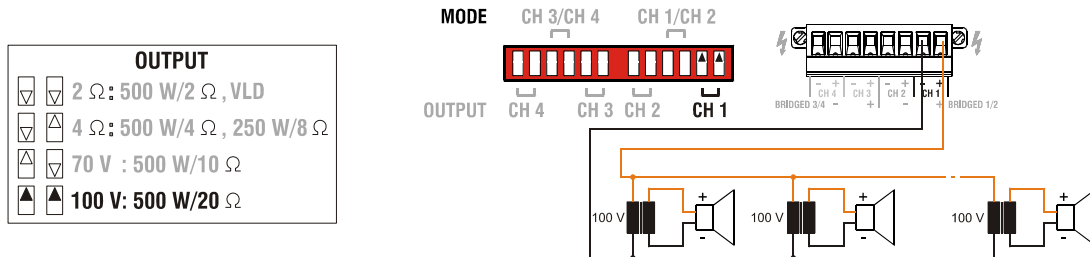 OUTPUT
2 Ω: 500 W/2 Ω , VLD
4 Ω: 500 W/4 Ω , 250 W/8 Ω
70 V : 500 W/10 Ω
100 V: 500 W/20 Ω
MODE CH 3/CH 4 CH 1/CH 2
OUTPUT CH 4 CH 3 CH 2 CH 1
- + - + - + - +
CH 4 CH 3 CH 2 CH 1
BRIDGED 3/4 - + - + BRIDGED 1/2
100 V + - 100 V + - 100 V + -